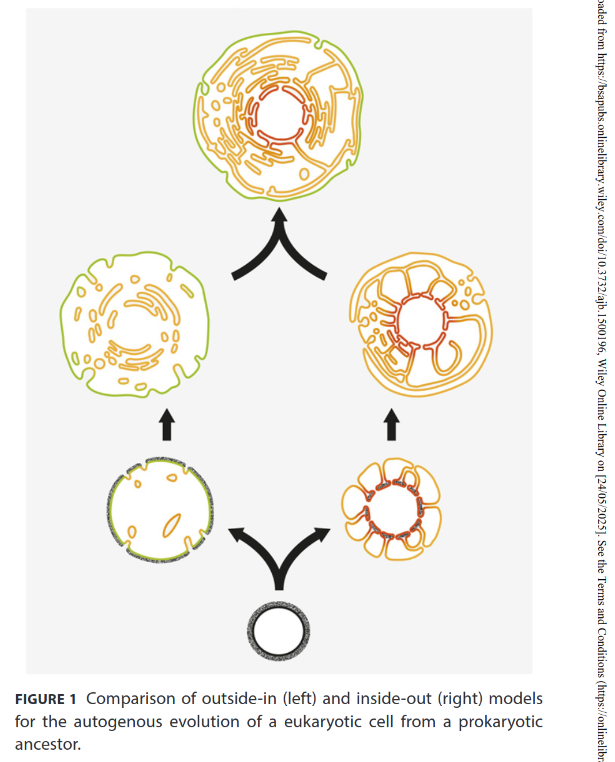 FIGURE 1 Comparison of outside-in (left) and inside-out (right) models
for the autogenous evolution of a eukaryotic cell from a prokaryotic
ancestor.
oaded from https://bsapubs.onlinelibrary.wiley.com/doi/10.3732/ajb.1500196, Wiley Online Library on [24/05/2025]. See the Terms and Conditions (https://onlinelibr